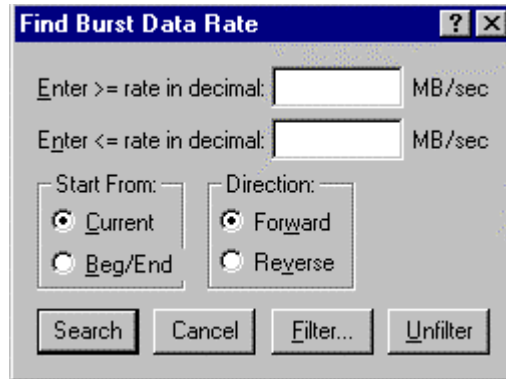 Find Burst Data Rate
Enter >= rate in decimal: MB/sec
Enter <= rate in decimal: MB/sec
Start From: Direction:
Current Forward
Beg/End Reverse
Search Cancel Filter... Unfilter